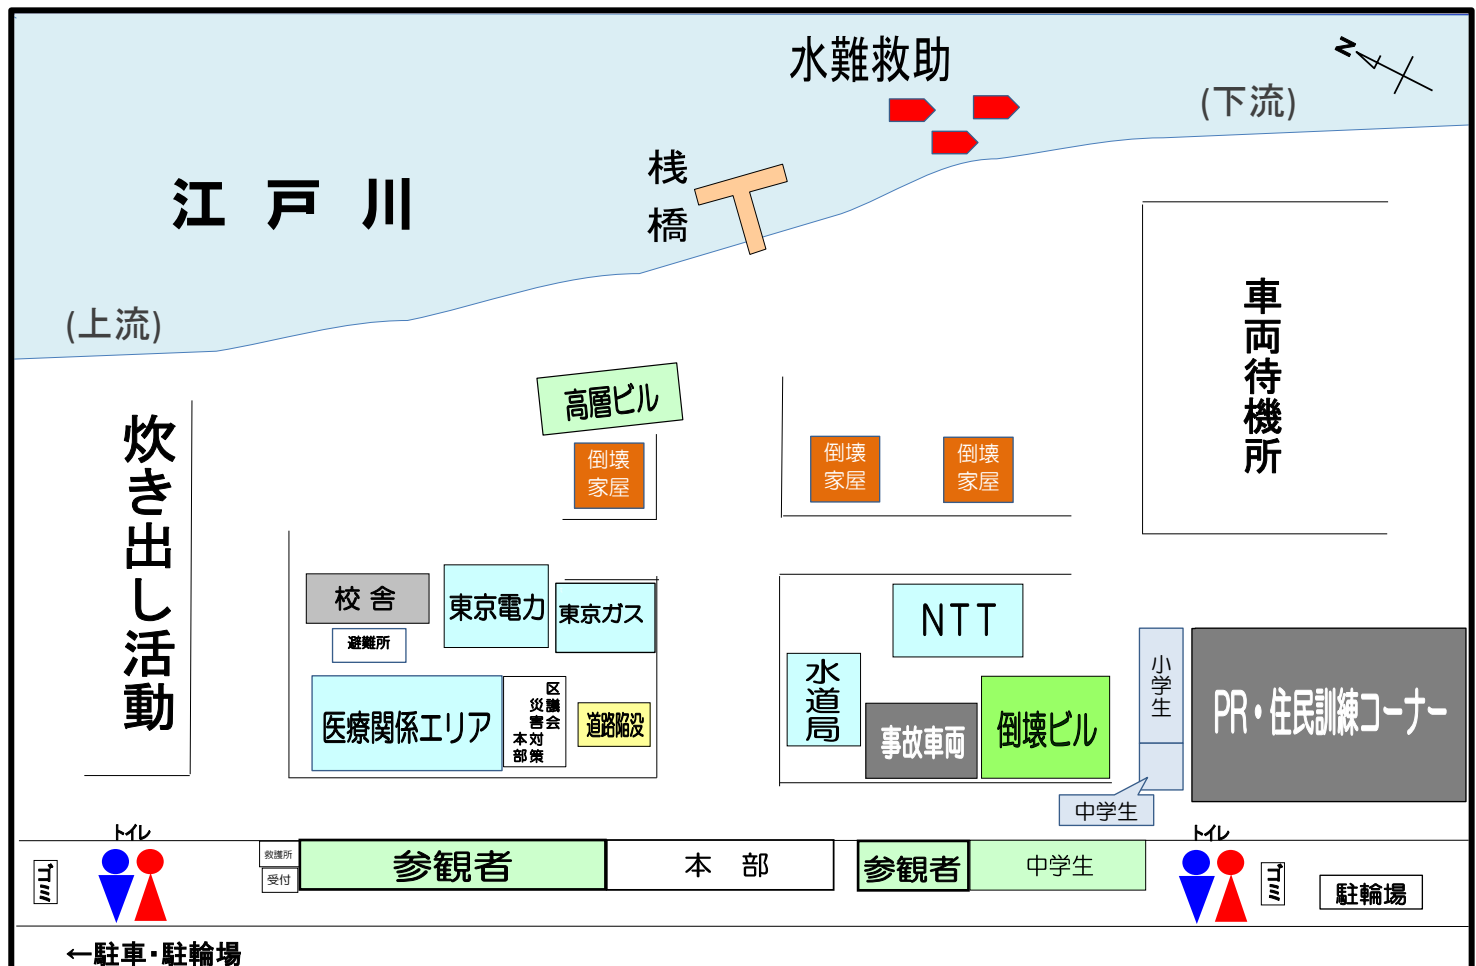 水難救助
N
(下流)
桟橋
江戸川
(上流)
車両待機所
高層ビル
炊き出し活動
倒壊
家屋
倒壊
家屋
倒壊
家屋
校舎
東京電力
東京ガス
避難所
NTT
水道局
小学生
PR・住民訓練コーナー
医療関係エリア
区議会
災害対策
本部
道路陥没
事故車両
倒壊ビル
中学生
トイレ
トイレ
ゴミ
救護所
受付
参観者
本部
参観者
中学生
ゴミ
駐輪場
←駐車・駐輪場